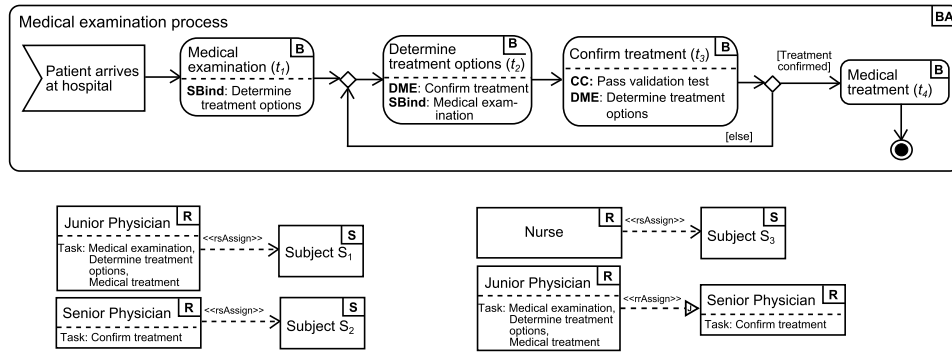 Medical examination process
BA
Patient arrives
at hospital
Medical
examination (t1)
B
SBind: Determine
treatment options
Determine
treatment options (t2)
B
DME: Confirm treatment
SBind: Medical exam-
ination
Confirm treatment (t3)
B
CC: Pass validation test
DME: Determine treatment
options
[Treatment
confirmed]
[else]
Medical
treatment (t4)
B
Junior Physician
R
Task: Medical examination,
Determine treatment
options,
Medical treatment
<<rsAssign>>
S
Subject S1
Senior Physician
R
Task: Confirm treatment
<<rsAssign>>
S
Subject S2
Nurse
R
<<rsAssign>>
S
Subject S3
Junior Physician
R
Task: Medical examination,
Determine treatment
options,
Medical treatment
<<rrAssign>>
J
Senior Physician
R
Task: Confirm treatment